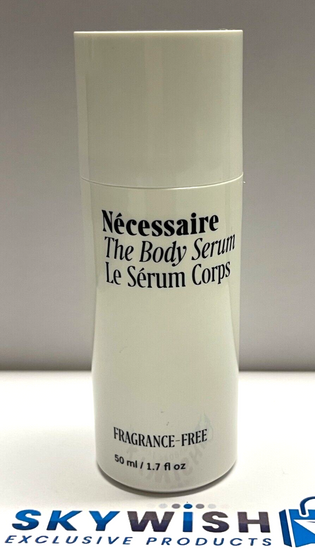 Nécessaire
The Body Serum
Le Sérum Corps
FRAGRANCE-FREE
50 ml / 1.7 fl oz
SKYWISH
EXCLUSIVE PRODUCTS